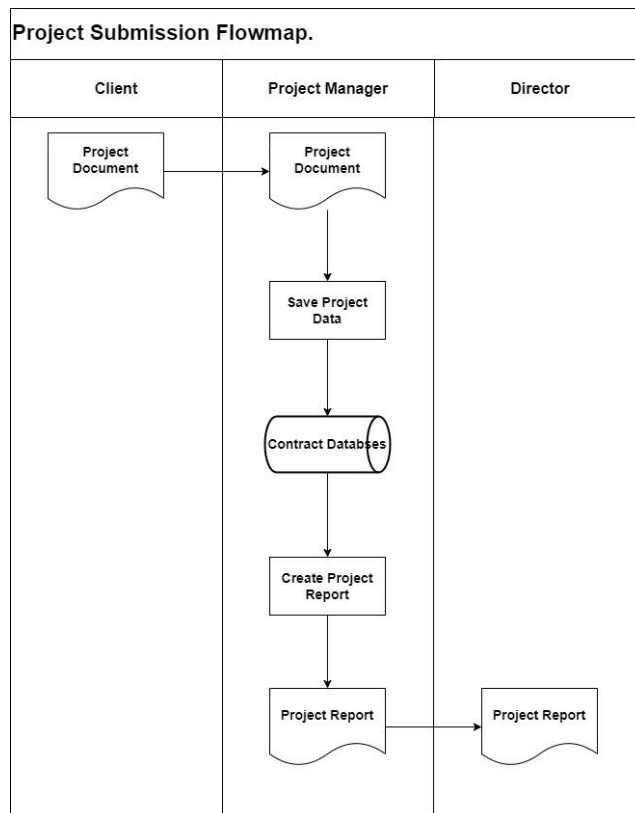 Project Submission Flowmap.
Client
Project Manager
Director
Project
Document
Project
Document
Save Project
Data
Contract Databses
Create Project
Report
Project Report
Project Report